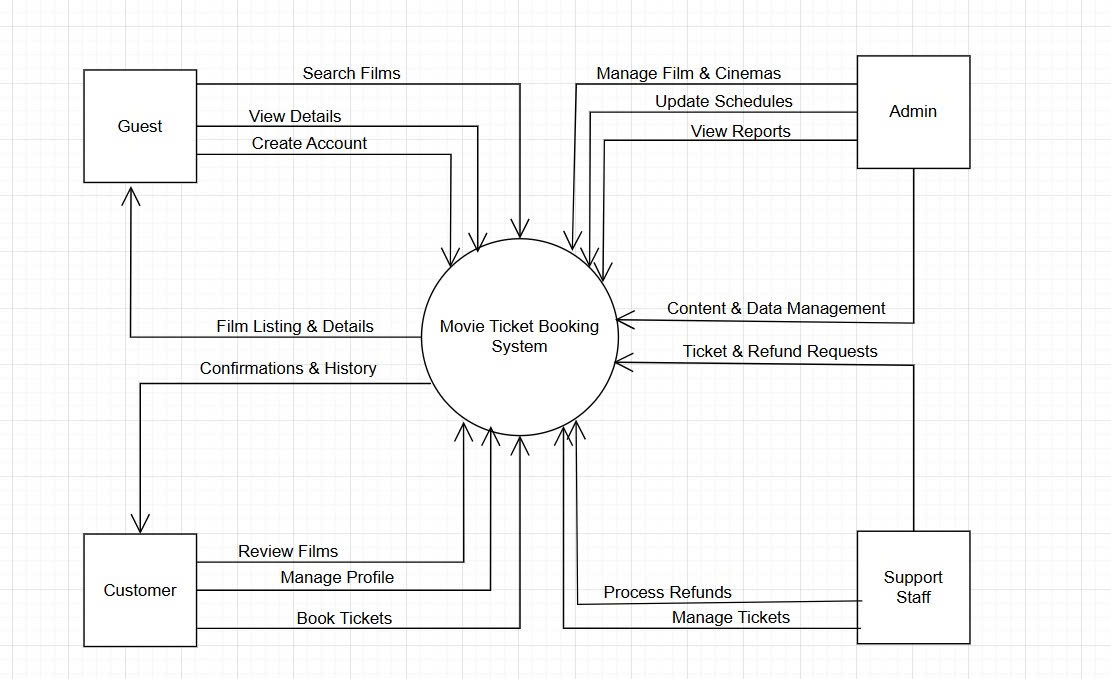 Search Films
Manage Film & Cinemas
Guest
View Details
Create Account
Update Schedules
View Reports
Admin
Film Listing & Details
Confirmations & History
Movie Ticket Booking
System
Content & Data Management
Ticket & Refund Requests
Customer
Review Films
Manage Profile
Book Tickets
Process Refunds
Manage Tickets
Support
Staff